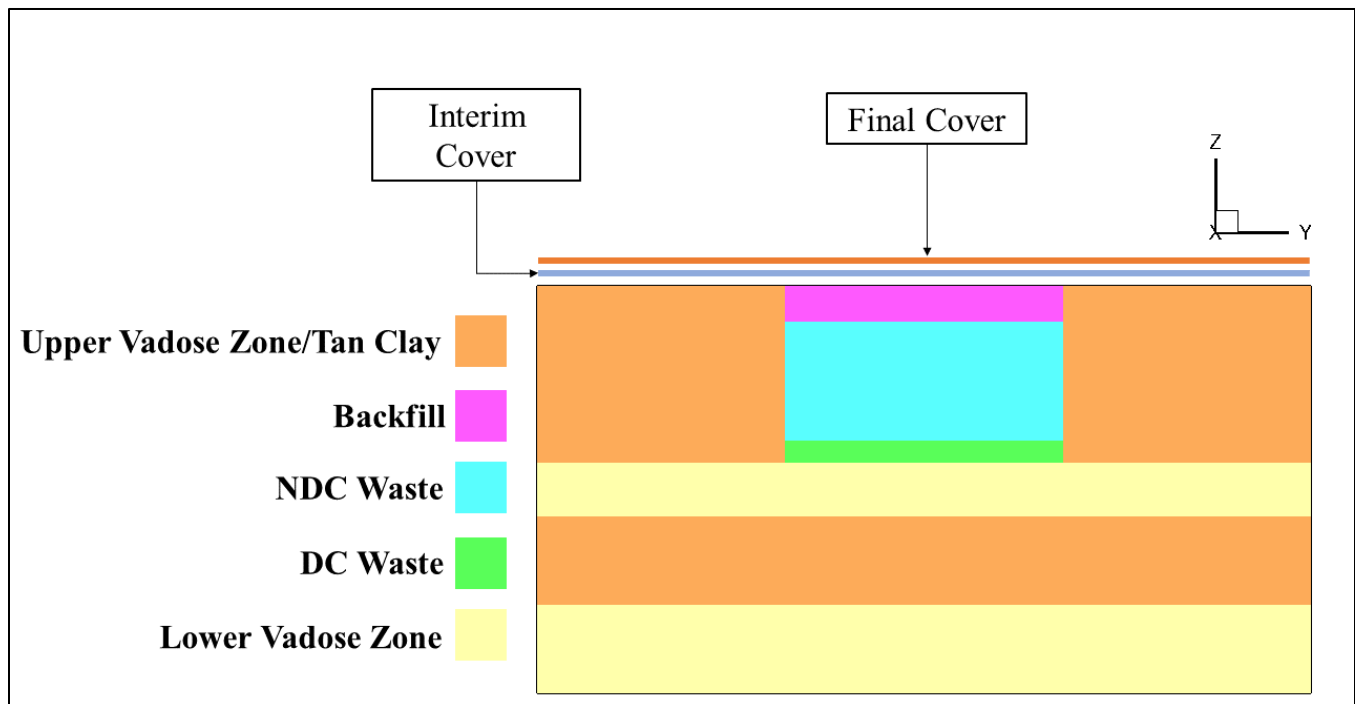 Interim
Cover
Final Cover
Z
X
Y
Upper Vadose Zone/Tan Clay
Backfill
NDC Waste
DC Waste
Lower Vadose Zone